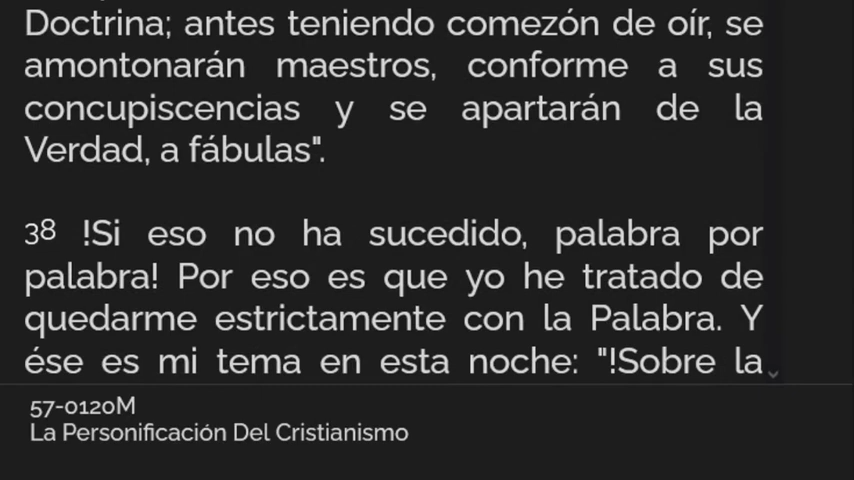 Doctrina; antes teniendo comezón de oír, se
amontonarán maestros, conforme a sus
concupiscencias y se apartarán de la
Verdad, a fábulas".
38 !Si eso no ha sucedido, palabra por
palabra! Por eso es que yo he tratado de
quedarme estrictamente con la Palabra. Y
ése es mi tema en esta noche: "!Sobre la
57-0120M
La Personificación Del Cristianismo